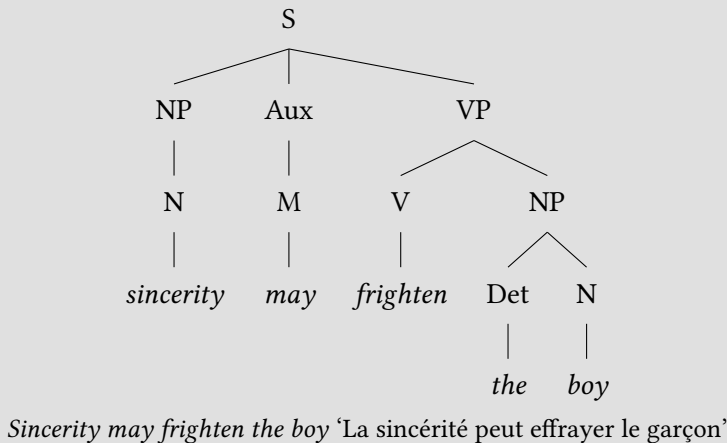 S
NP Aux VP
N M V NP
sincerity may frighten Det N
the boy
Sincerity may frighten the boy ‘La sincérité peut effrayer le garçon’